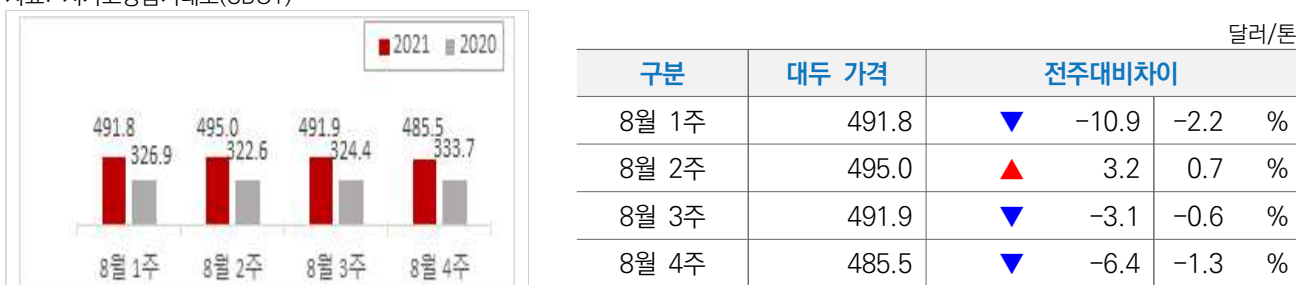 2021 2020
491.8 495.0 491.9 485.5
326.9 322.6 324.4 333.7
8월 1주 8월 2주 8월 3주 8월 4주
달러/톤
구분 대두 가격 전주대비차이
8월 1주 491.8 ▼ -10.9 -2.2 %
8월 2주 495.0 ▲ 3.2 0.7 %
8월 3주 491.9 ▼ -3.1 -0.6 %
8월 4주 485.5 ▼ -6.4 -1.3 %